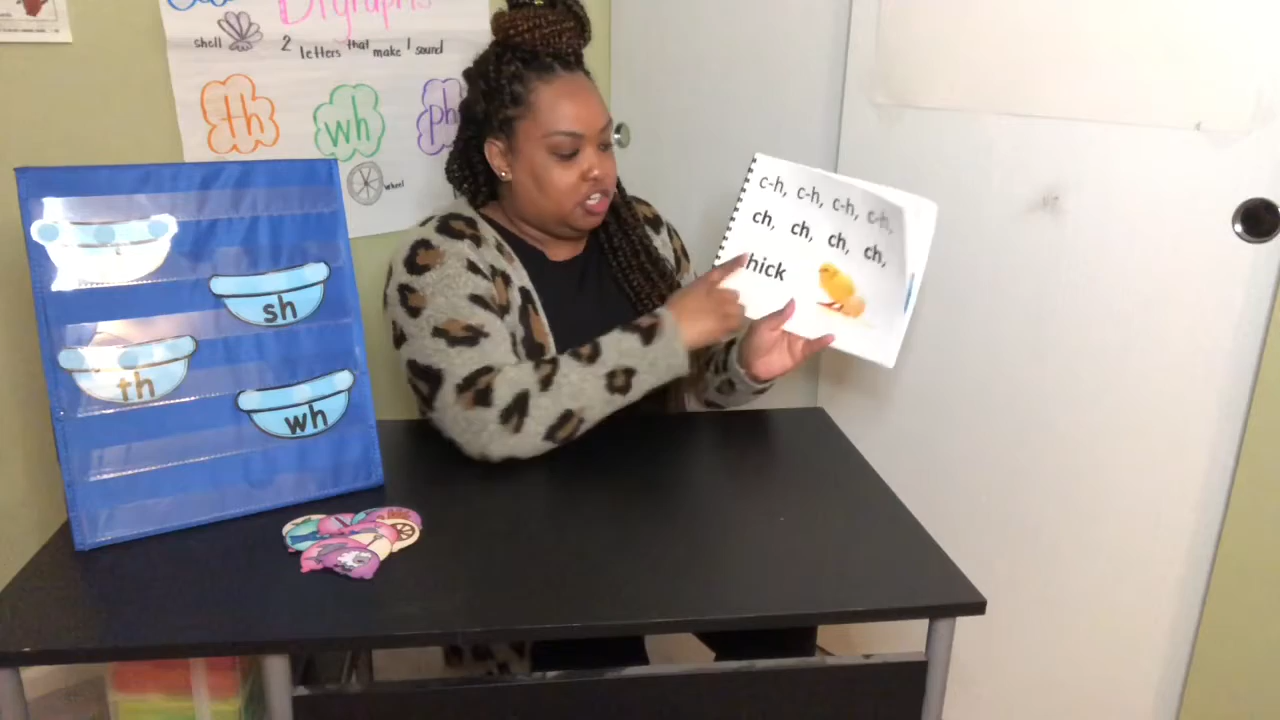 Digraphs
shell
2 letters that make 1 sound
th
wh
ph
wheel
sh
th
wh
c-h, c-h, c-h, c-h,
ch, ch, ch, ch,
hick